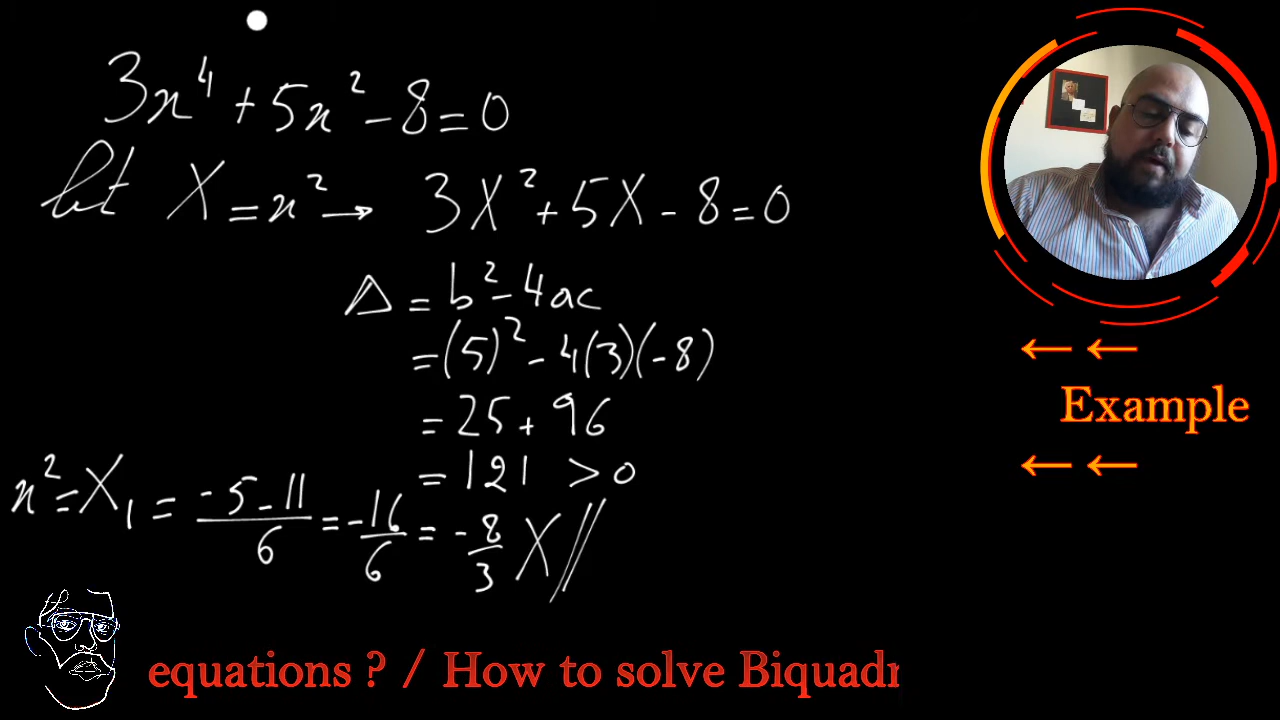 3x⁴ + 5x² - 8 = 0
let X = x² → 3X² + 5X - 8 = 0
Δ = b² - 4ac
= (5)² - 4(3)(-8)
= 25 + 96
= 121 > 0
x² = X₁ = (-5 - 11)/6 = -16/6 = -8/3 X //
← ←
Example
← ←
equations ? / How to solve Biquadr